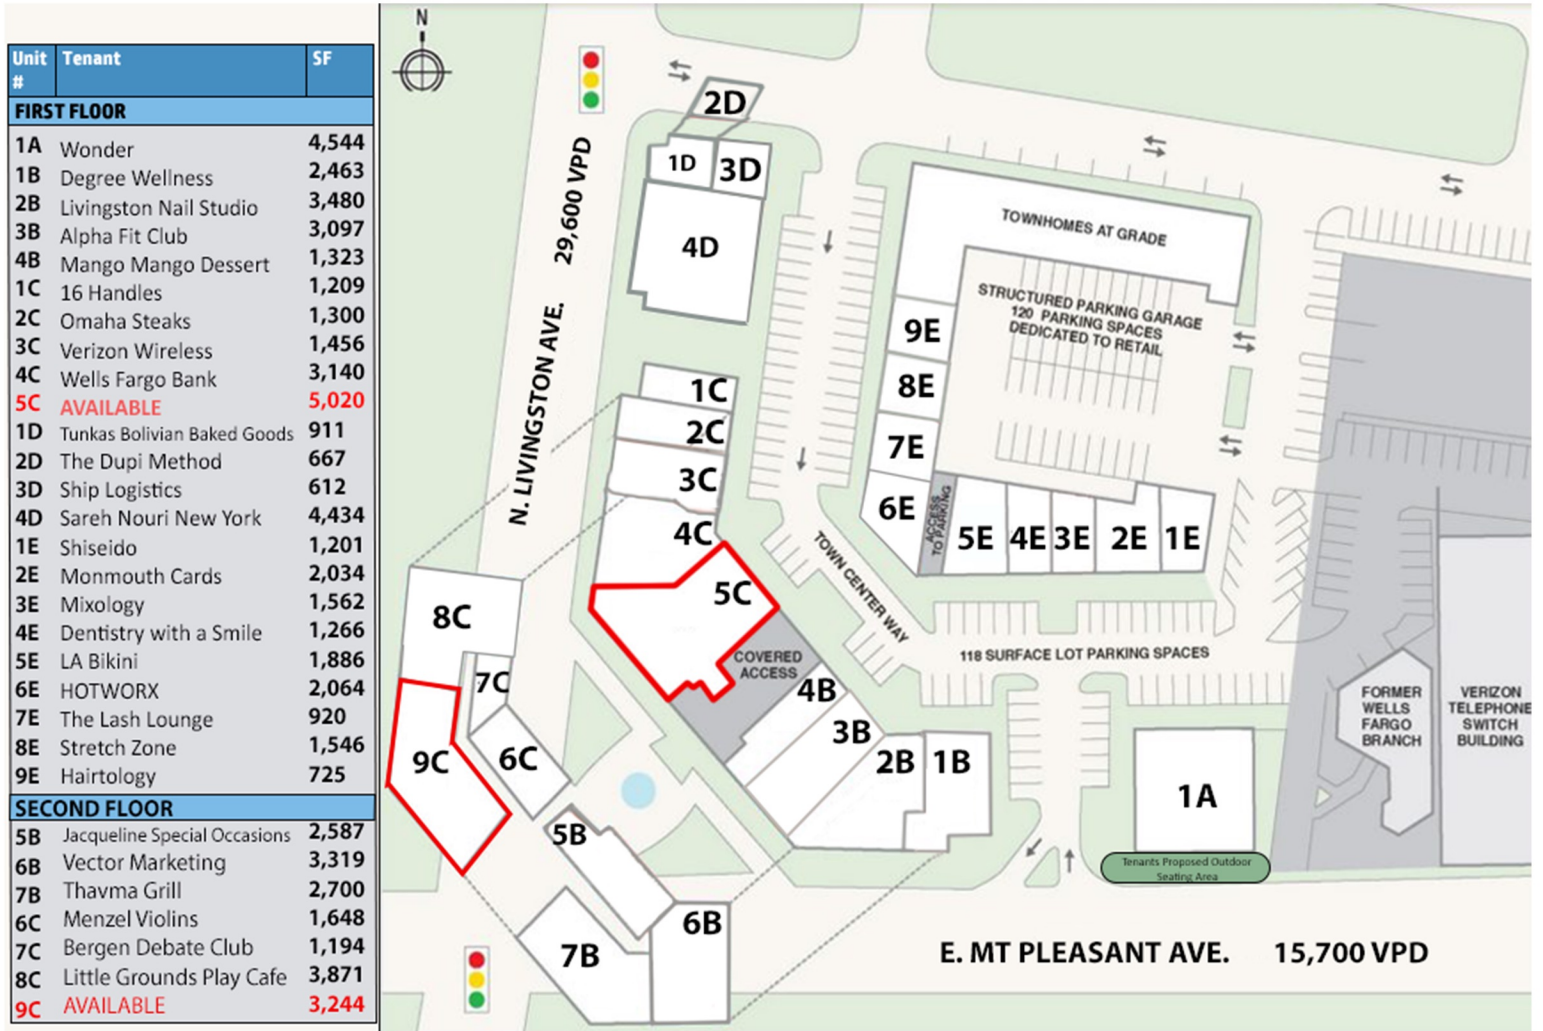 Unit # Tenant SF
FIRST FLOOR
1A Wonder 4,544
1B Degree Wellness 2,463
2B Livingston Nail Studio 3,480
3B Alpha Fit Club 3,097
4B Mango Mango Dessert 1,323
1C 16 Handles 1,209
2C Omaha Steaks 1,300
3C Verizon Wireless 1,456
4C Wells Fargo Bank 3,140
5C AVAILABLE 5,020
1D Tunkas Bolivian Baked Goods 911
2D The Dupi Method 667
3D Ship Logistics 612
4D Sareh Nouri New York 4,434
1E Shiseido 1,201
2E Monmouth Cards 2,034
3E Mixology 1,562
4E Dentistry with a Smile 1,266
5E LA Bikini 1,886
6E HOTWORX 2,064
7E The Lash Lounge 920
8E Stretch Zone 1,546
9E Hairtology 725
SECOND FLOOR
5B Jacqueline Special Occasions 2,587
6B Vector Marketing 3,319
7B Thavma Grill 2,700
6C Menzel Violins 1,648
7C Bergen Debate Club 1,194
8C Little Grounds Play Cafe 3,871
9C AVAILABLE 3,244
N
2D
1D
3D
4D
N. LIVINGSTON AVE. 29,600 VPD
TOWNHOMES AT GRADE
STRUCTURED PARKING GARAGE
120 PARKING SPACES
DEDICATED TO RETAIL
9E
8E
7E
6E
ACCESS
TO PARKING
5E
4E
3E
2E
1E
1C
2C
3C
4C
5C
TOWN CENTER WAY
118 SURFACE LOT PARKING SPACES
COVERED
ACCESS
8C
7C
9C
6C
4B
3B
2B
1B
1A
5B
6B
7B
FORMER
WELLS
FARGO
BRANCH
VERIZON
TELEPHONE
SWITCH
BUILDING
Tenants Proposed Outdoor
Seating Area
E. MT PLEASANT AVE. 15,700 VPD